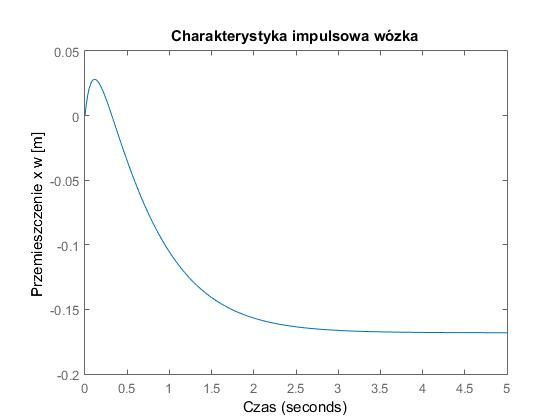 Charakterystyka impulsowa wózka
0.05
0
-0.05
-0.1
-0.15
-0.2
Przemieszczenie x w [m]
0 0.5 1 1.5 2 2.5 3 3.5 4 4.5 5
Czas (seconds)